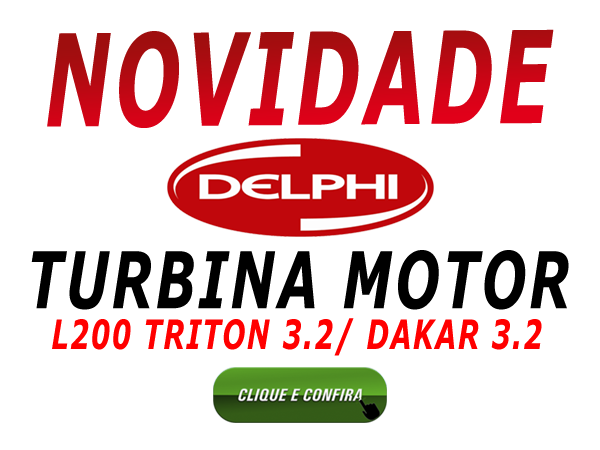 NOVIDADE
DELPHI
TURBINA MOTOR
L200 TRITON 3.2/ DAKAR 3.2
CLIQUE E CONFIRA